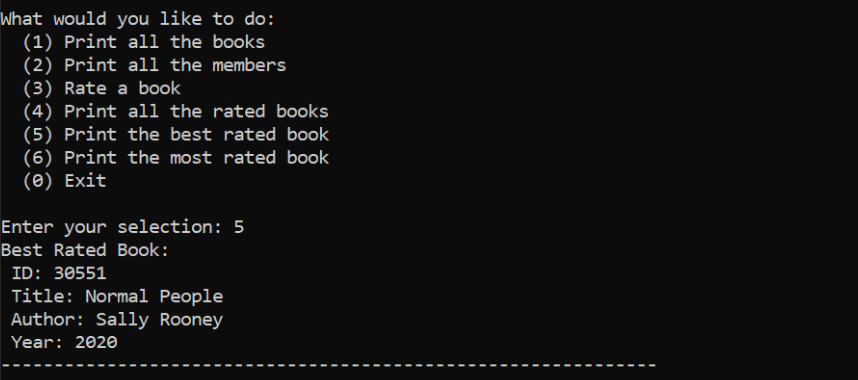 What would you like to do:
  (1) Print all the books
  (2) Print all the members
  (3) Rate a book
  (4) Print all the rated books
  (5) Print the best rated book
  (6) Print the most rated book
  (0) Exit

Enter your selection: 5
Best Rated Book:
 ID: 30551
 Title: Normal People
 Author: Sally Rooney
 Year: 2020
--------------------------------------------------------------